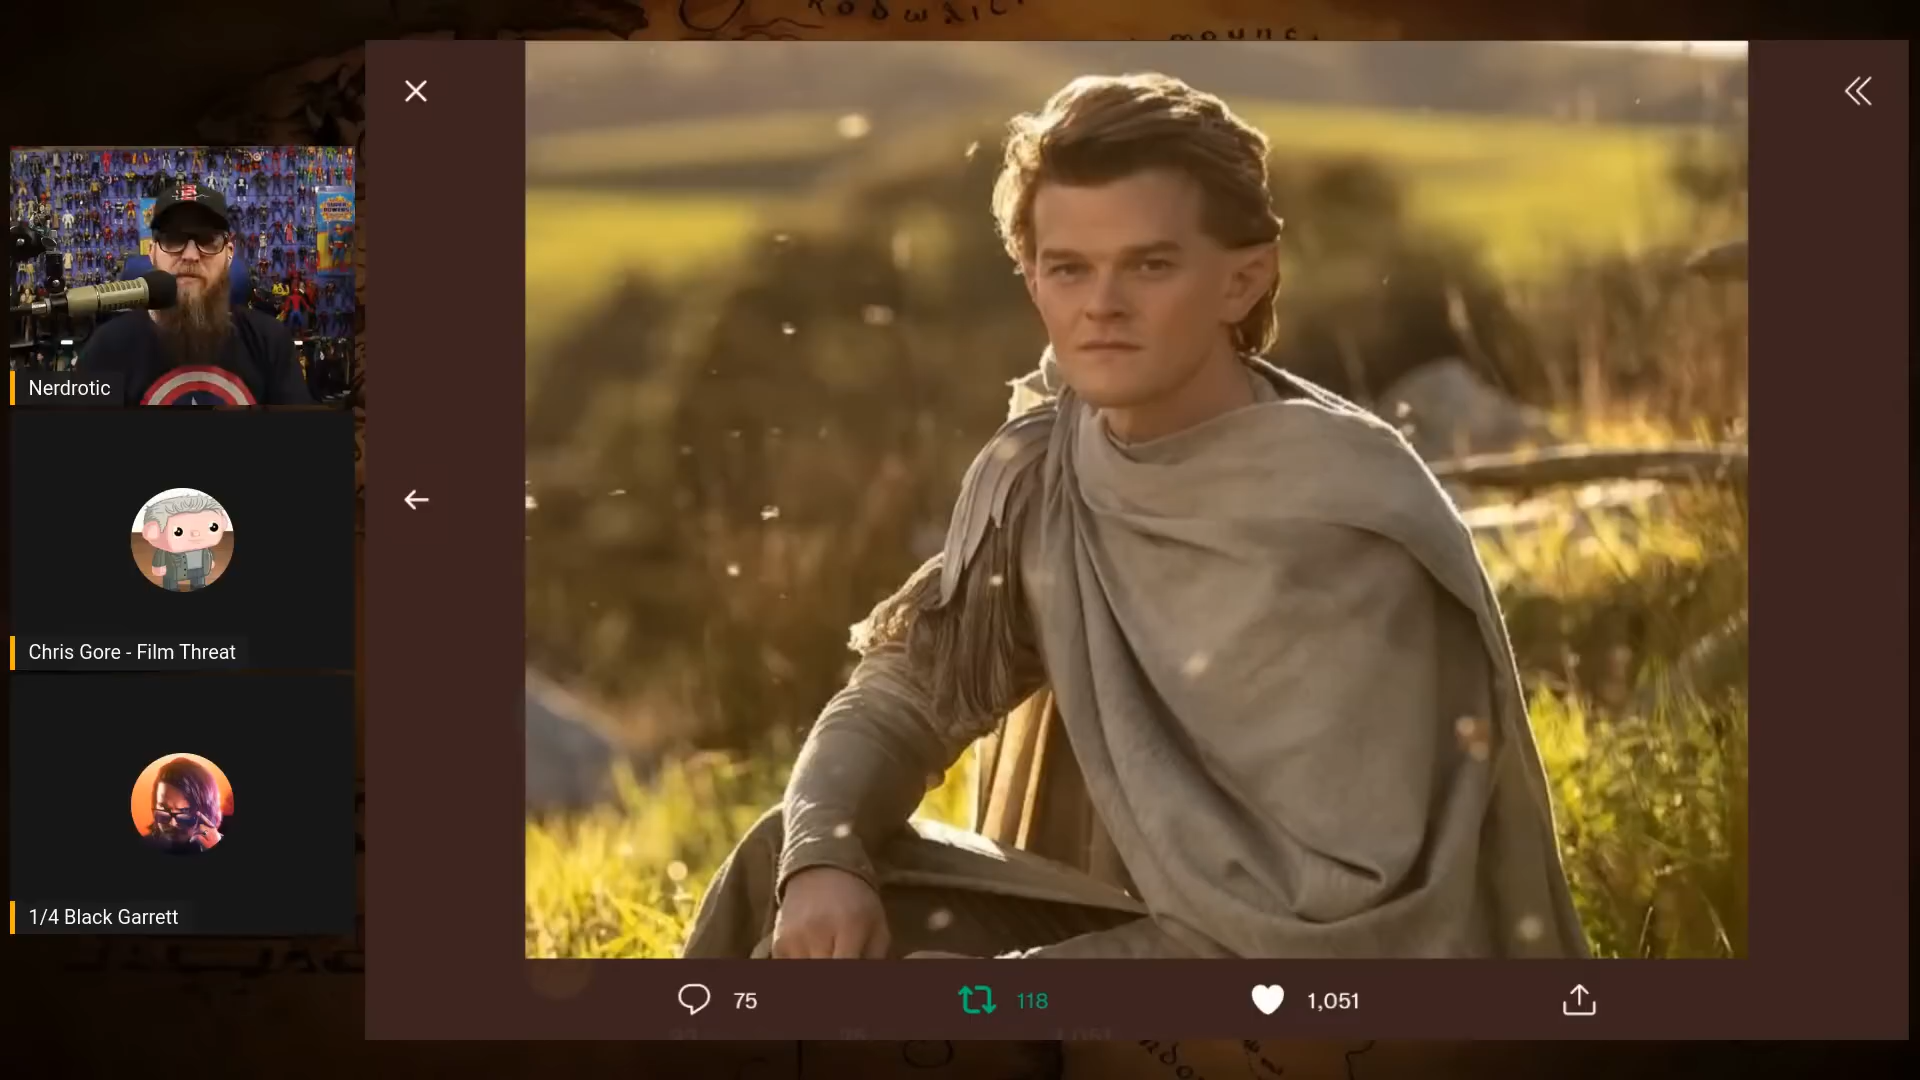 Nerdrotic
Chris Gore - Film Threat
1/4 Black Garrett
75
118
1,051